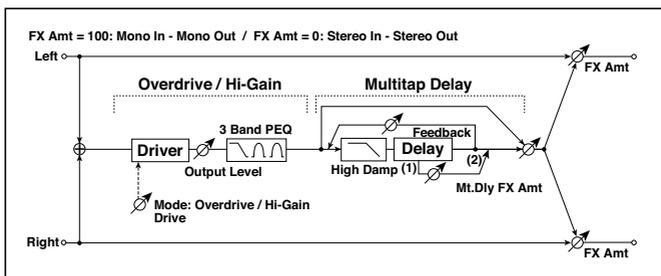 FX Amt = 100: Mono In - Mono Out / FX Amt = 0: Stereo In - Stereo Out
Left
FX Amt
Overdrive / Hi-Gain
Multitap Delay
3 Band PEQ
Feedback
Driver
Delay
Output Level
High Damp
(1)
(2)
Mt.Dly FX Amt
Mode: Overdrive / Hi-Gain
Drive
Right
FX Amt